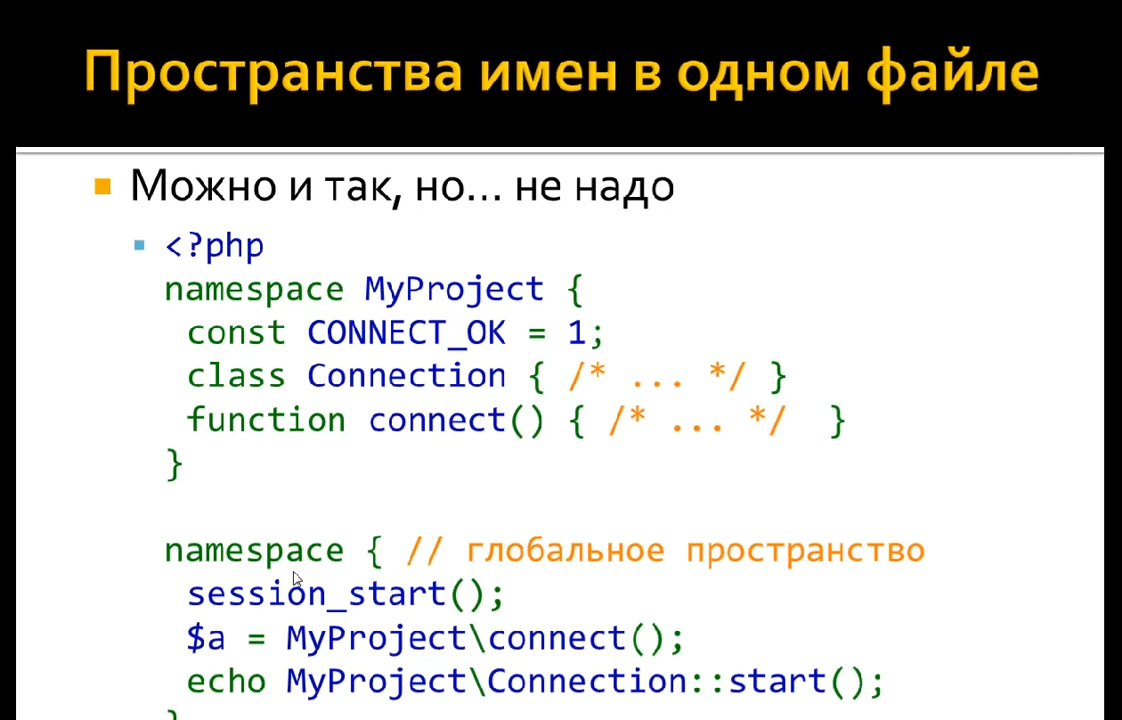 Пространства имен в одном файле
Можно и так, но... не надо
<?php
namespace MyProject {
const CONNECT_OK = 1;
class Connection { /* ... */ }
function connect() { /* ... */ }
}
namespace { // глобальное пространство
session_start();
$a = MyProject\connect();
echo MyProject\Connection::start();
}